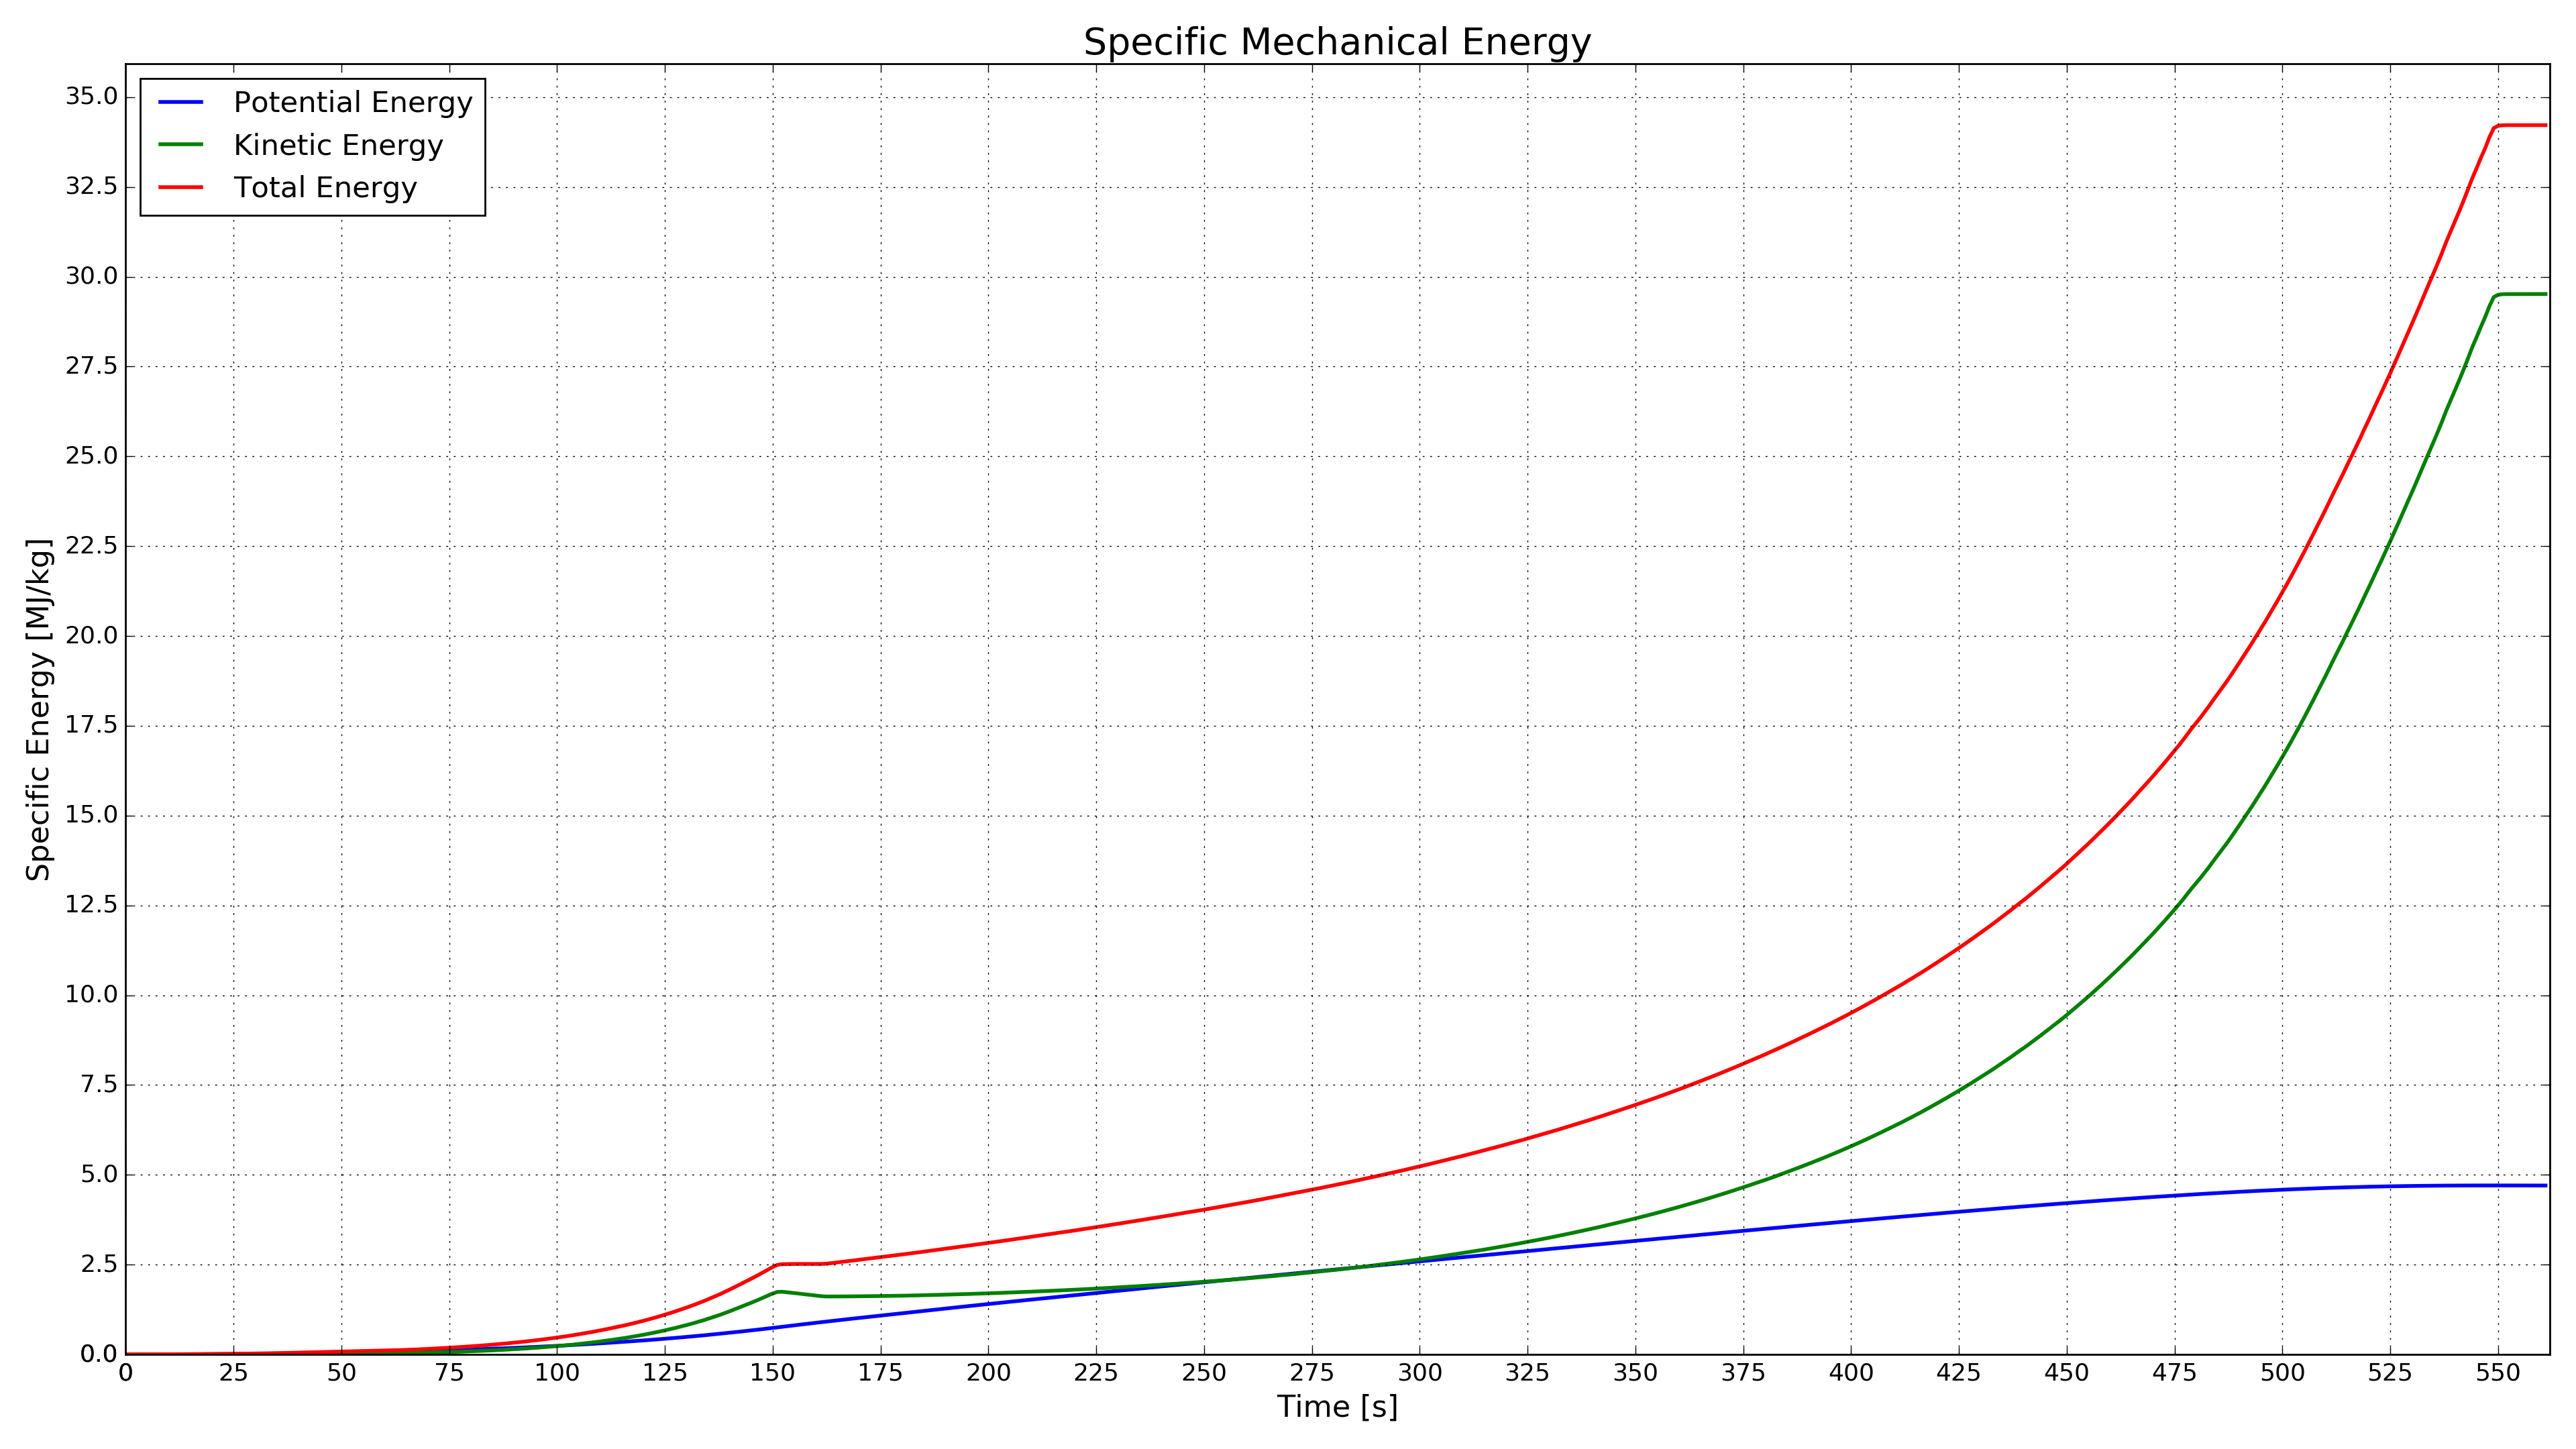 Specific Mechanical Energy
Potential Energy
Kinetic Energy
Total Energy
35.0
32.5
30.0
27.5
25.0
22.5
20.0
17.5
15.0
12.5
10.0
7.5
5.0
2.5
0.0
Specific Energy [MJ/kg]
0 25 50 75 100 125 150 175 200 225 250 275 300 325 350 375 400 425 450 475 500 525 550
Time [s]